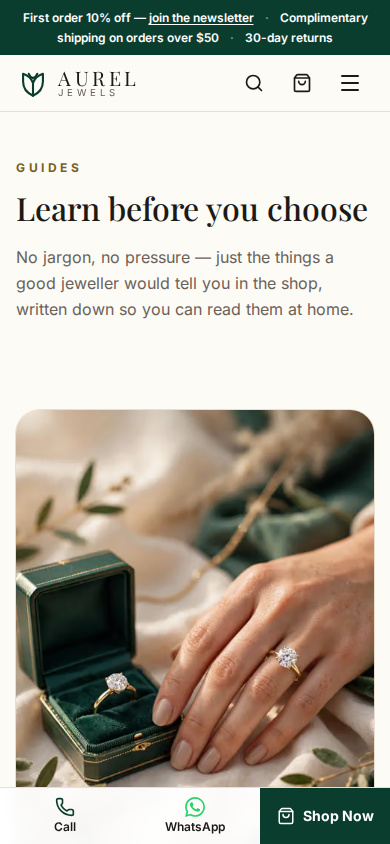 First order 10% off — join the newsletter · Complimentary
shipping on orders over $50 · 30-day returns
AUREL
JEWELS
GUIDES
Learn before you choose
No jargon, no pressure — just the things a
good jeweller would tell you in the shop,
written down so you can read them at home.
Call
WhatsApp
Shop Now